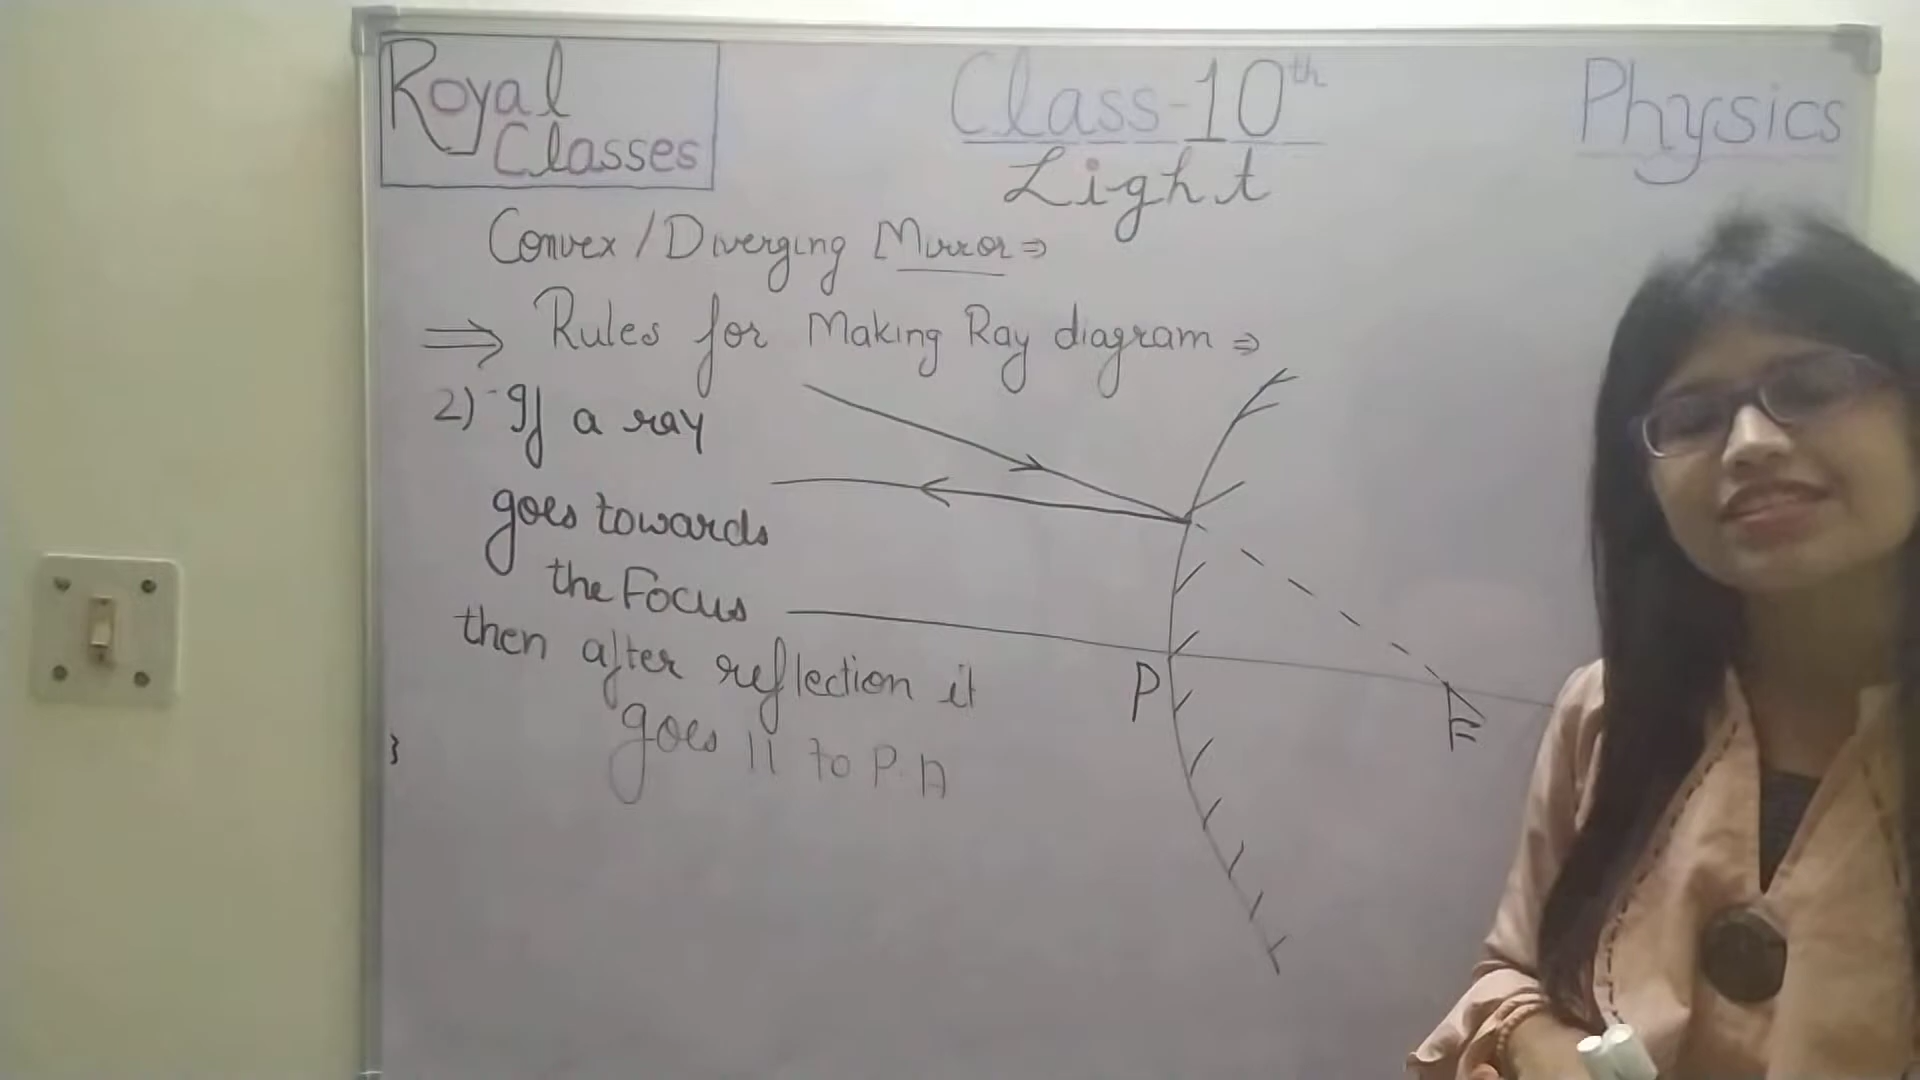 Royal
Classes
Class-10th
Physics
Light
Convex/Diverging Mirror⇒
⇒ Rules for Making Ray diagram⇒
2) If a ray
goes towards
the Focus
then after reflection it
goes || to P.A
P
F